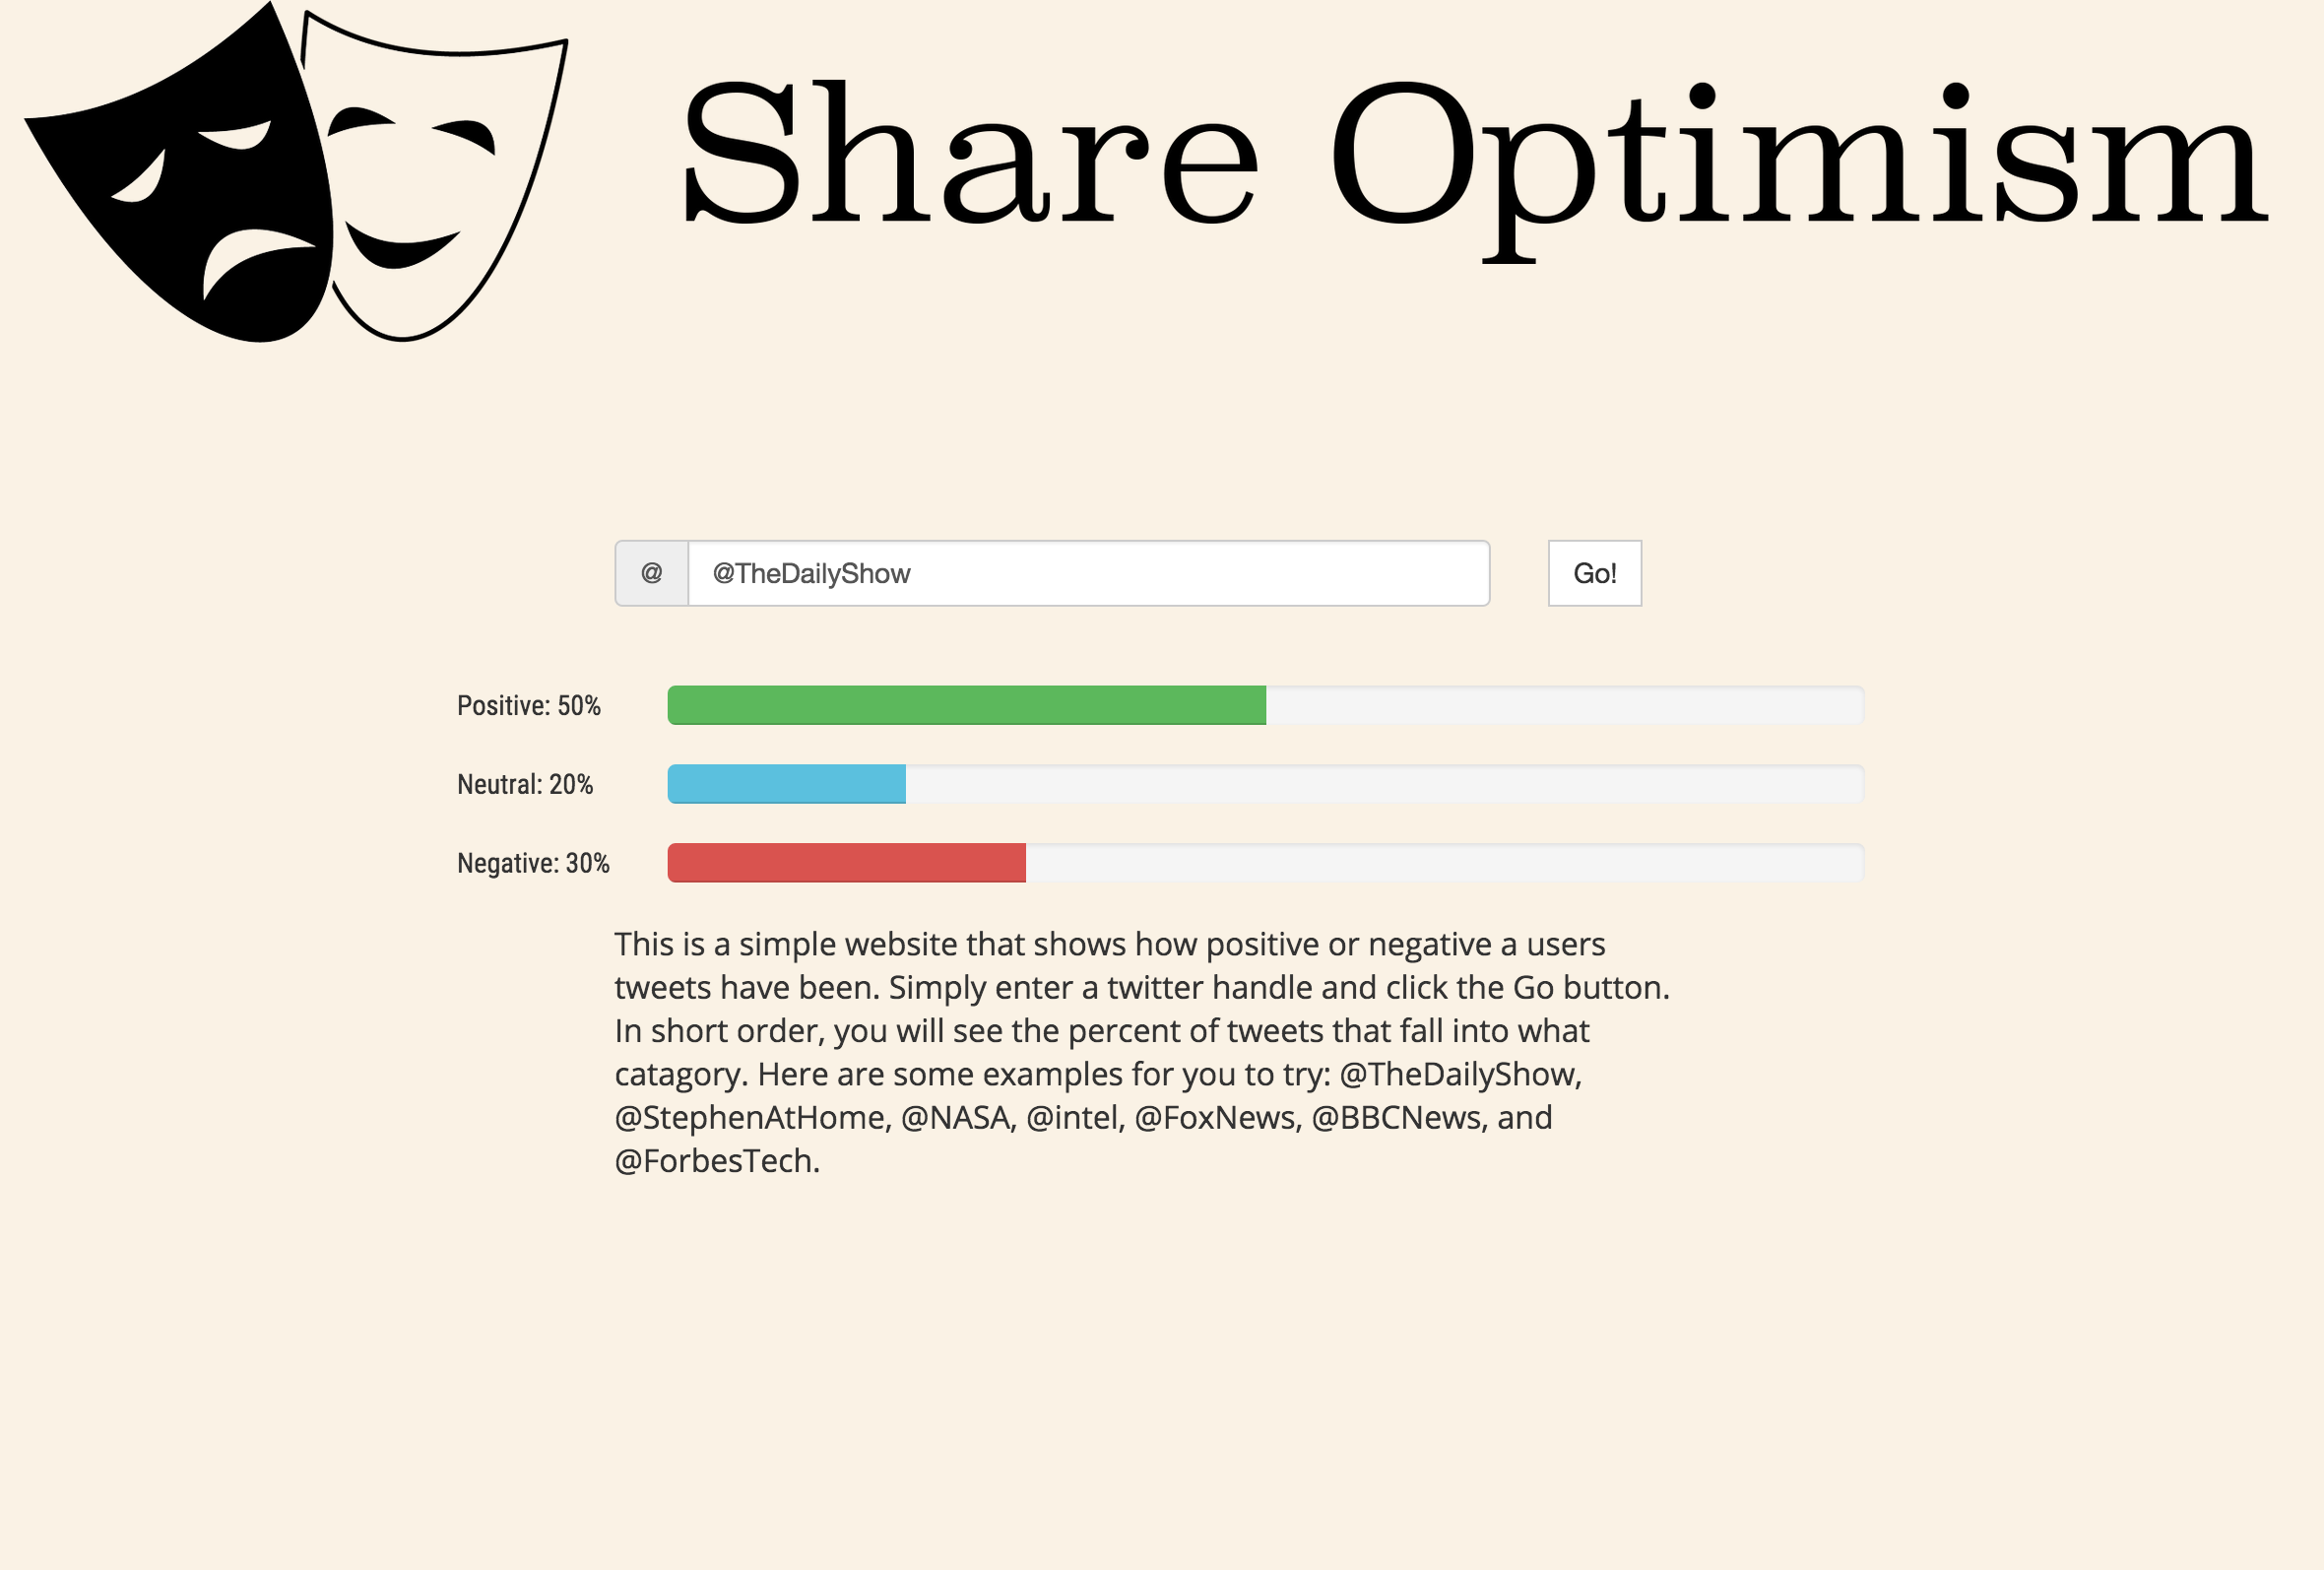 Share Optimism
@ @TheDailyShow Go!
Positive: 50%
Neutral: 20%
Negative: 30%
This is a simple website that shows how positive or negative a users
tweets have been. Simply enter a twitter handle and click the Go button.
In short order, you will see the percent of tweets that fall into what
catagory. Here are some examples for you to try: @TheDailyShow,
@StephenAtHome, @NASA, @intel, @FoxNews, @BBCNews, and
@ForbesTech.